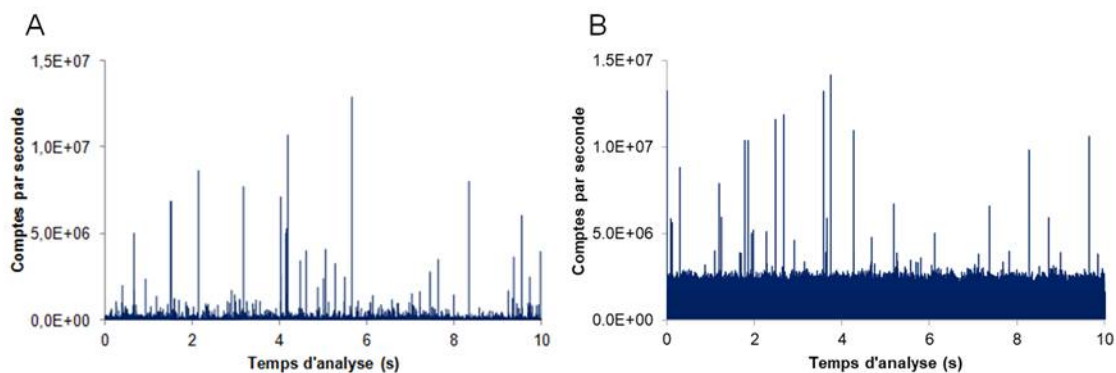 A
1,5E+07
1,0E+07
5,0E+06
0,0E+00
Comptes par seconde
0 2 4 6 8 10
Temps d'analyse (s)
B
1,5E+07
1,0E+07
5,0E+06
0,0E+00
Comptes par seconde
0 2 4 6 8 10
Temps d'analyse (s)